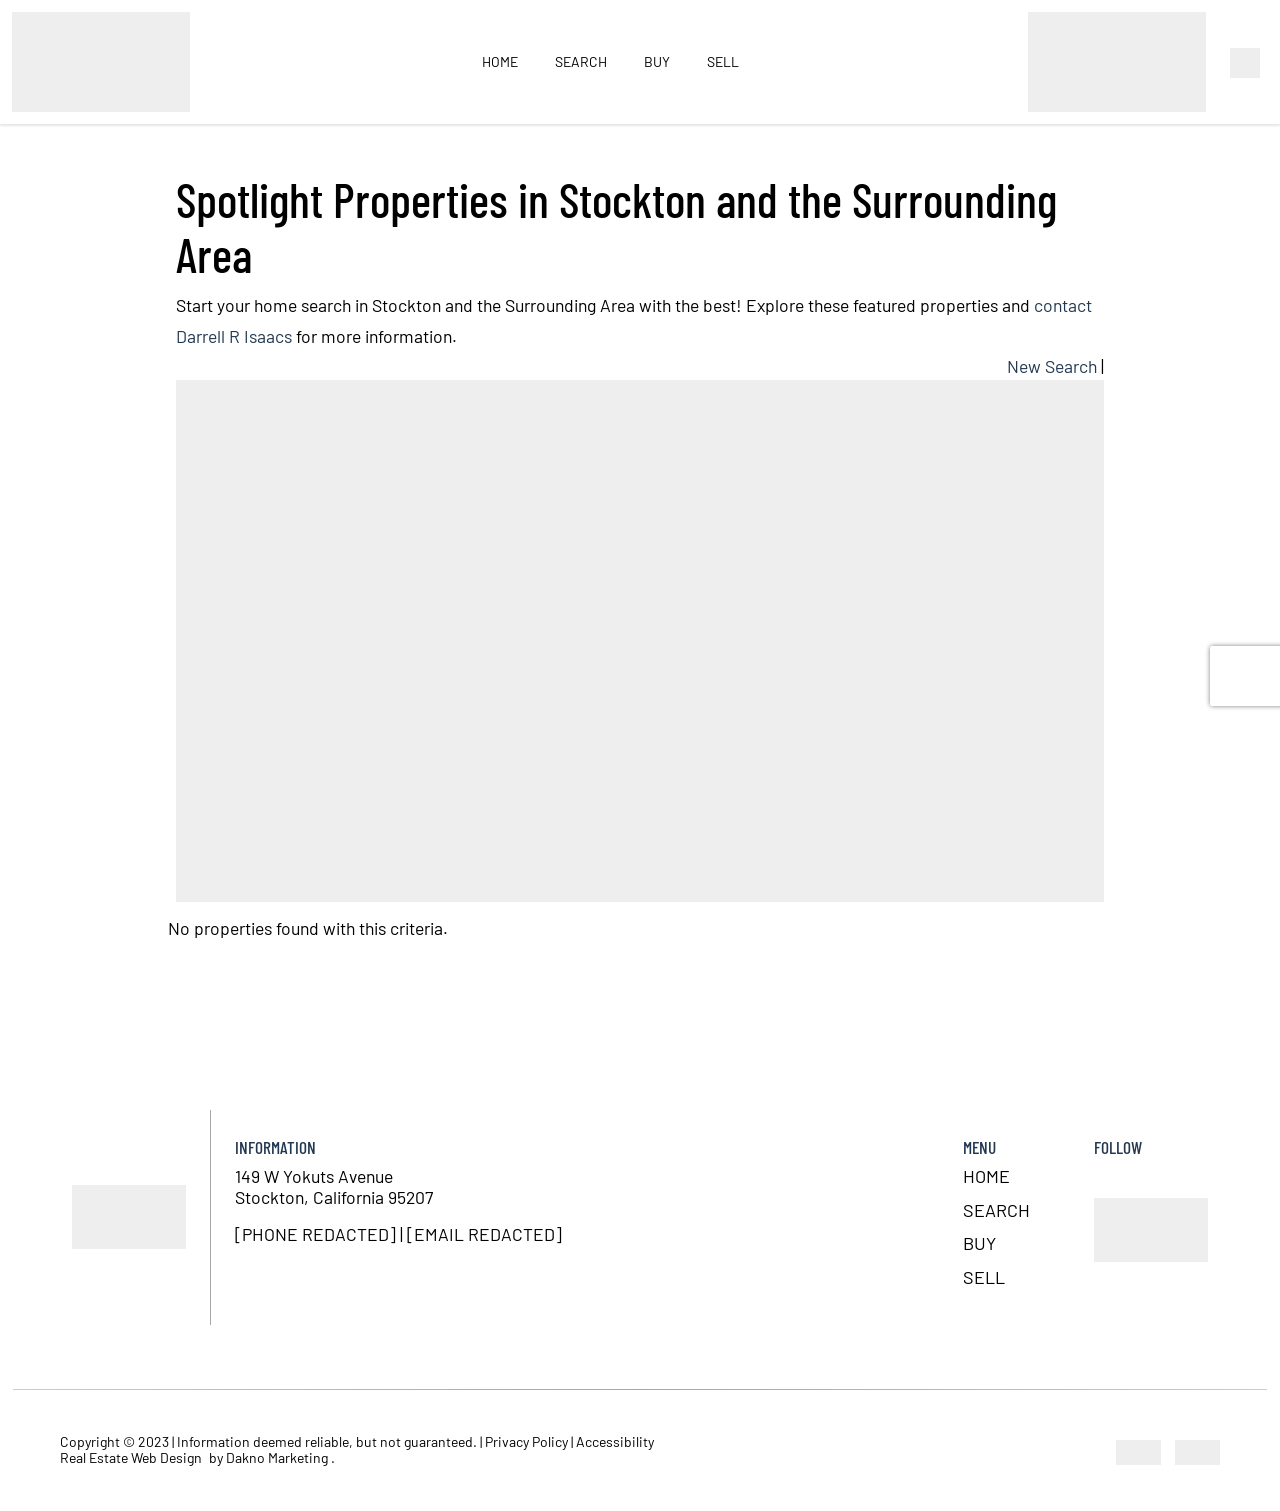 HOME SEARCH BUY SELL
Spotlight Properties in Stockton and the Surrounding
Area
Start your home search in Stockton and the Surrounding Area with the best! Explore these featured properties and contact
Darrell R Isaacs for more information.
New Search |
No properties found with this criteria.
INFORMATION
149 W Yokuts Avenue
Stockton, California 95207
[PHONE REDACTED] | [EMAIL REDACTED]
MENU
HOME
SEARCH
BUY
SELL
FOLLOW
Copyright © 2023 | Information deemed reliable, but not guaranteed. | Privacy Policy | Accessibility
Real Estate Web Design by Dakno Marketing .